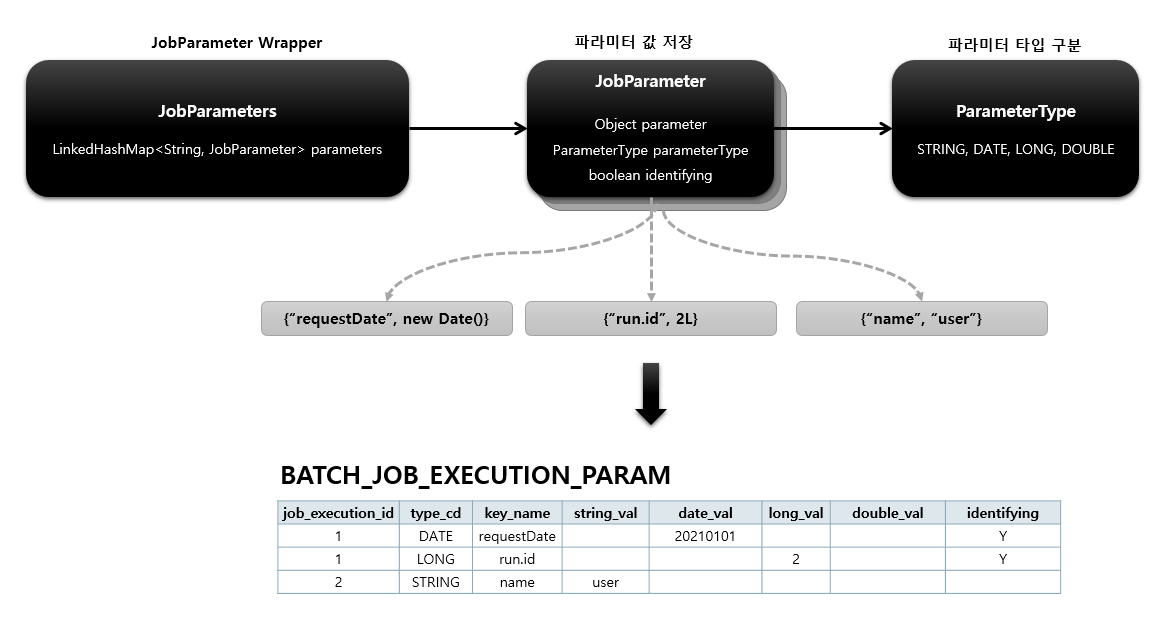 JobParameter Wrapper
파라미터 값 저장
파라미터 타입 구분
JobParameters
LinkedHashMap<String, JobParameter> parameters
JobParameter
Object parameter
ParameterType parameterType
boolean identifying
ParameterType
STRING, DATE, LONG, DOUBLE
{“requestDate”, new Date()}
{“run.id”, 2L}
{“name”, “user”}
BATCH_JOB_EXECUTION_PARAM
job_execution_id type_cd key_name string_val date_val long_val double_val identifying
1 DATE requestDate 20210101 Y
1 LONG run.id 2 Y
2 STRING name user